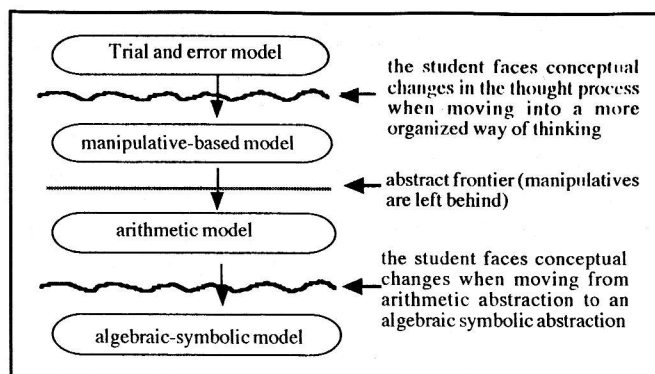 Trial and error model
the student faces conceptual
changes in the thought process
when moving into a more
organized way of thinking
manipulative-based model
abstract frontier (manipulatives
are left behind)
arithmetic model
the student faces conceptual
changes when moving from
arithmetic abstraction to an
algebraic symbolic abstraction
algebraic-symbolic model